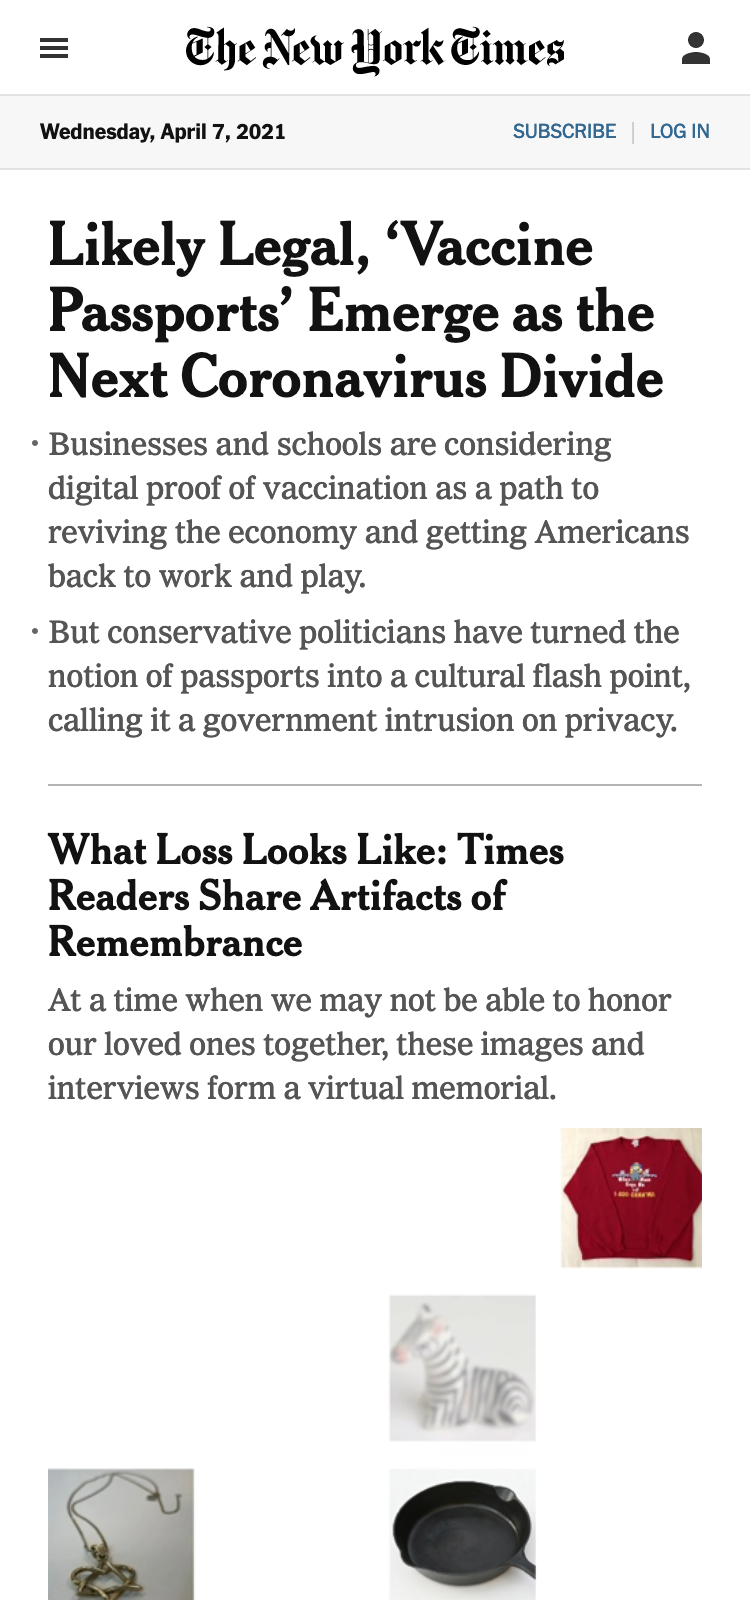 The New York Times
Wednesday, April 7, 2021
SUBSCRIBE
LOG IN
Likely Legal, ‘Vaccine
Passports’ Emerge as the
Next Coronavirus Divide
· Businesses and schools are considering
digital proof of vaccination as a path to
reviving the economy and getting Americans
back to work and play.
· But conservative politicians have turned the
notion of passports into a cultural flash point,
calling it a government intrusion on privacy.
What Loss Looks Like: Times
Readers Share Artifacts of
Remembrance
At a time when we may not be able to honor
our loved ones together, these images and
interviews form a virtual memorial.